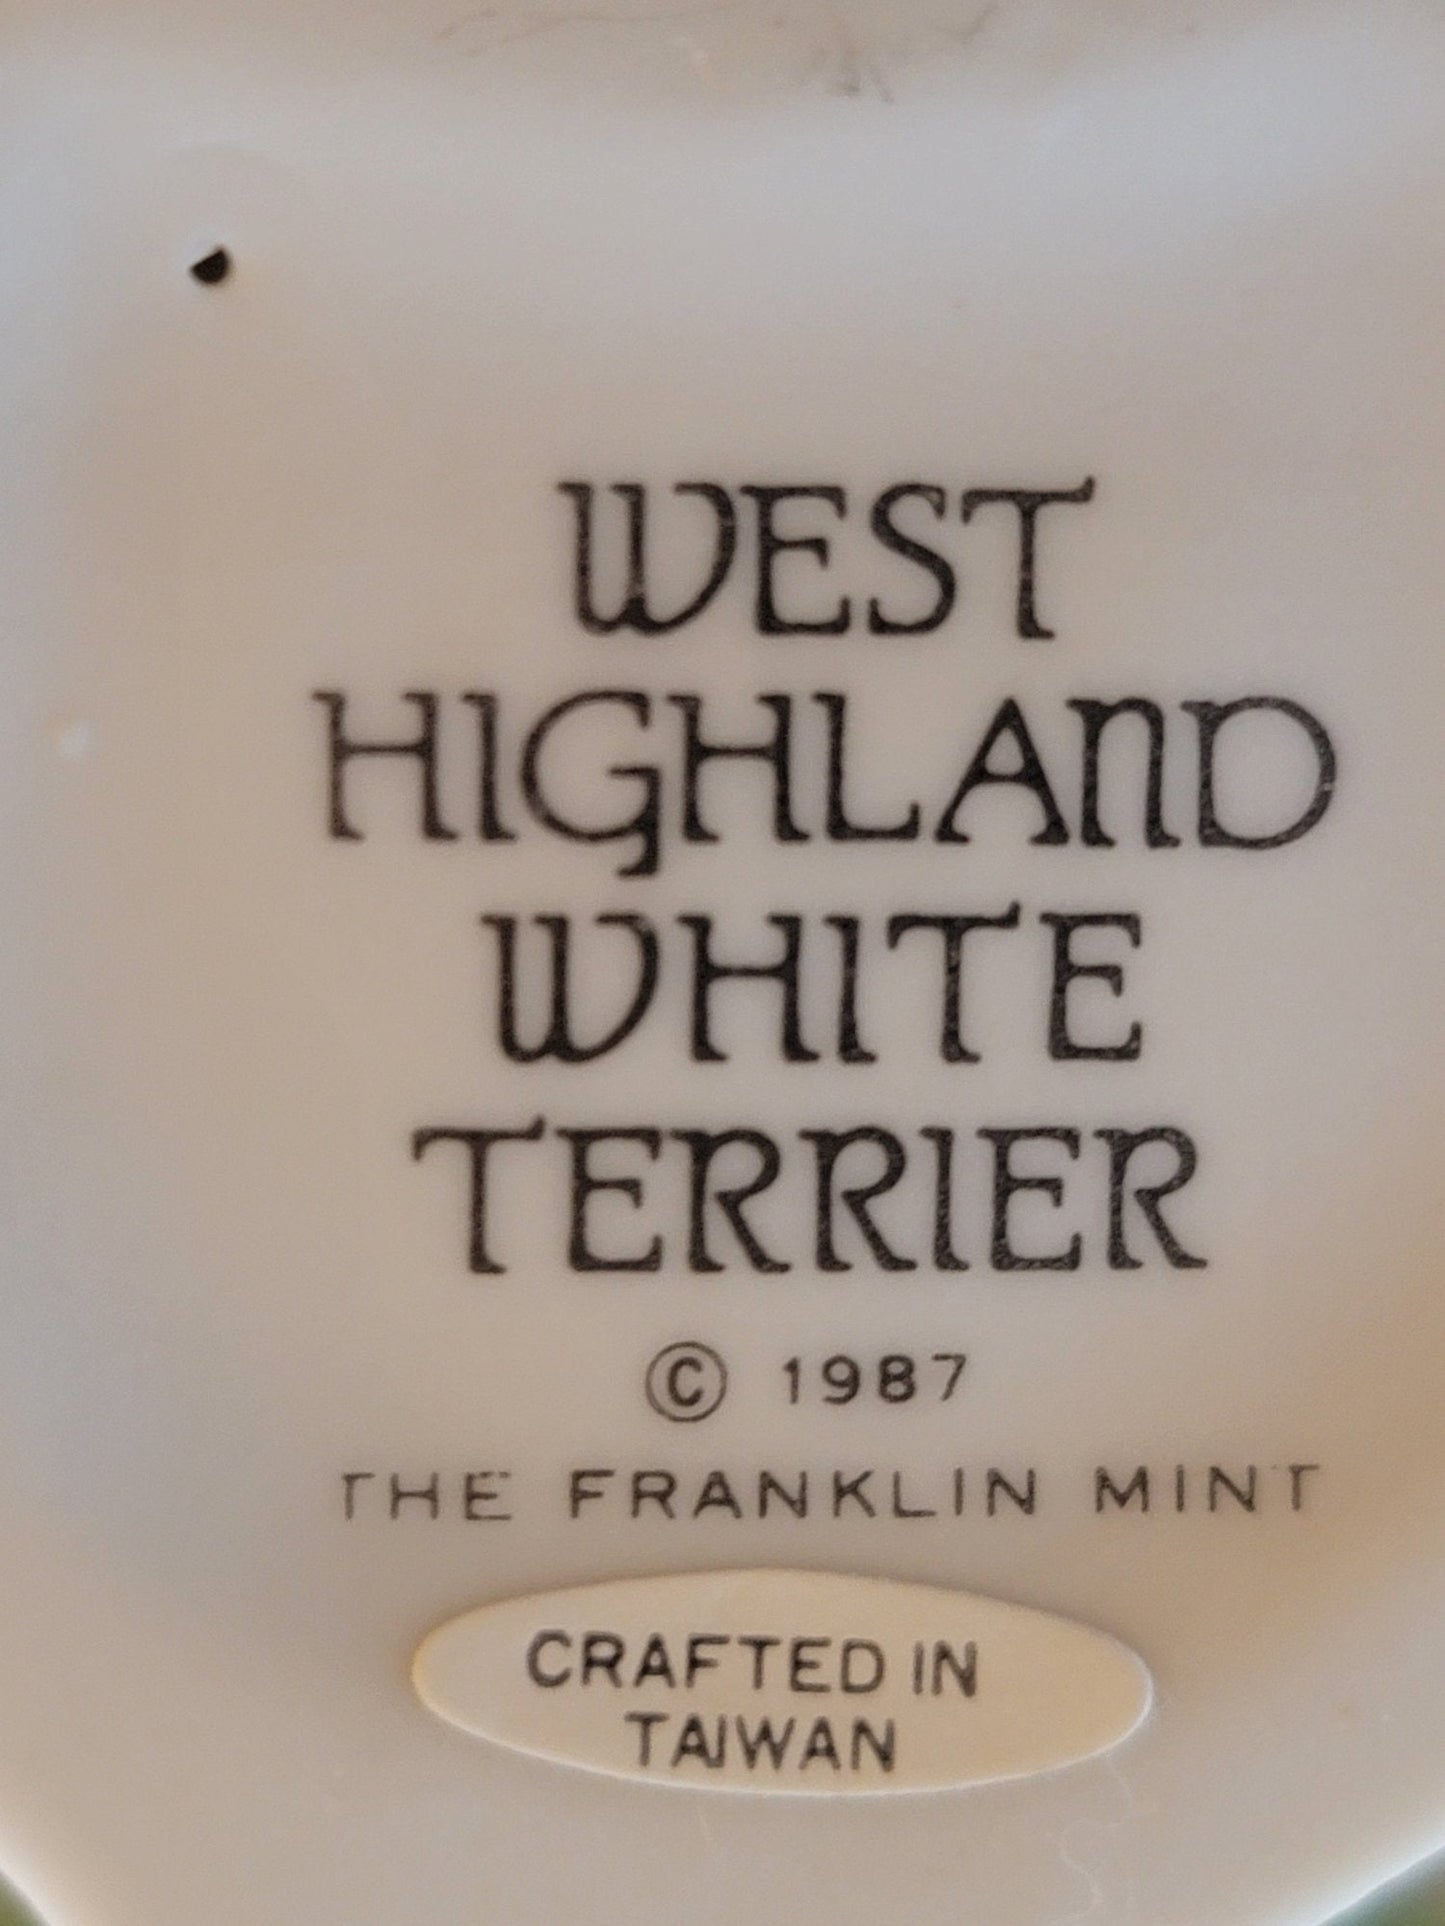 WEST
HIGHLAND
WHITE
TERRIER
© 1987
THE FRANKLIN MINT
CRAFTED IN
TAIWAN